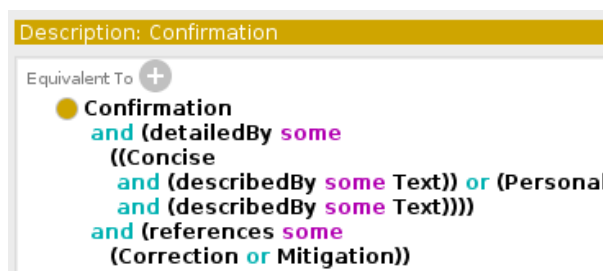 Description: Confirmation
Equivalent To +
Confirmation
and (detailedBy some
((Concise
and (describedBy some Text)) or (Personal
and (describedBy some Text))))
and (references some
(Correction or Mitigation))